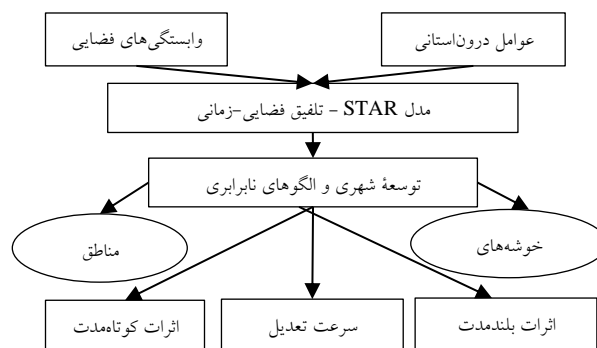 عوامل درون‌استانی
وابستگی‌های فضایی
مدل STAR - تلفیق فضایی-زمانی
توسعهٔ شهری و الگوهای نابرابری
خوشه‌های
مناطق
اثرات بلندمدت
سرعت تعدیل
اثرات کوتاه‌مدت